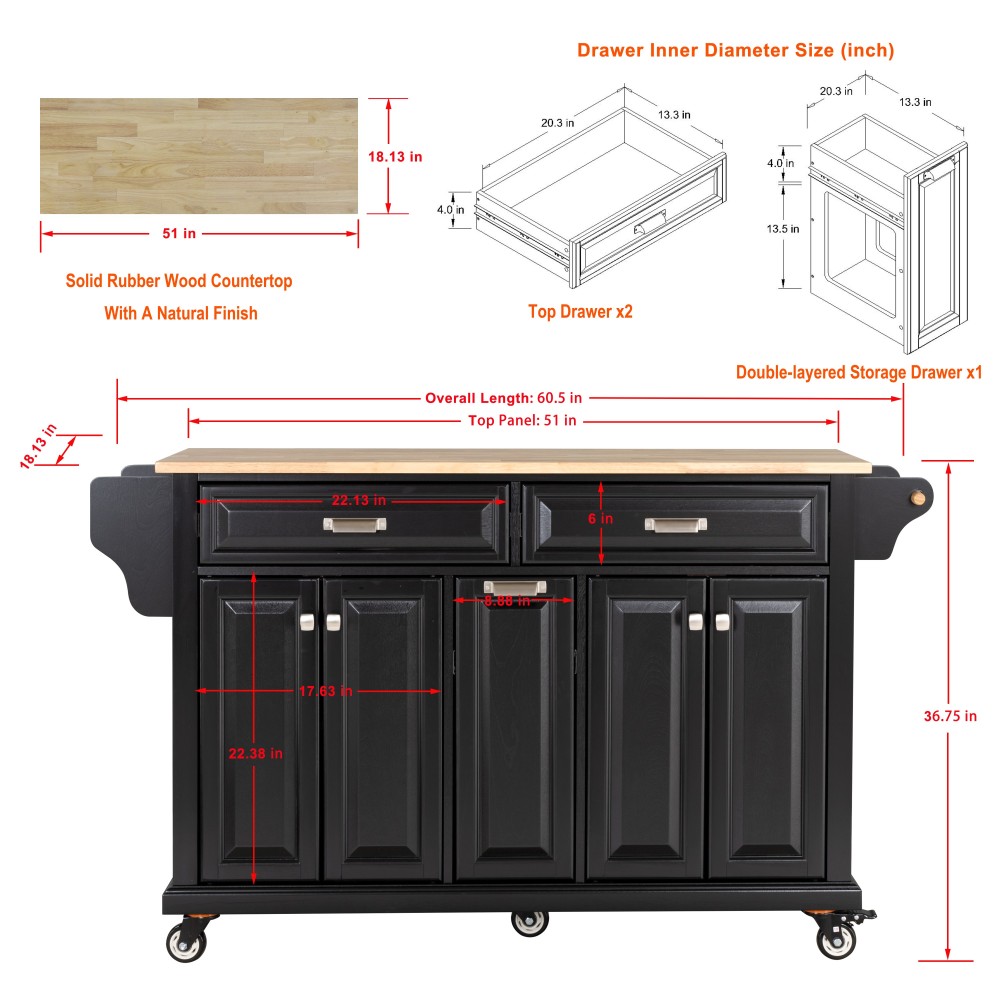 Drawer Inner Diameter Size (inch)
18.13 in
51 in
Solid Rubber Wood Countertop
With A Natural Finish
20.3 in
13.3 in
4.0 in
Top Drawer x2
20.3 in
13.3 in
4.0 in
13.5 in
Double-layered Storage Drawer x1
Overall Length: 60.5 in
Top Panel: 51 in
18.13 in
22.13 in
6 in
8.88 in
17.63 in
22.38 in
36.75 in